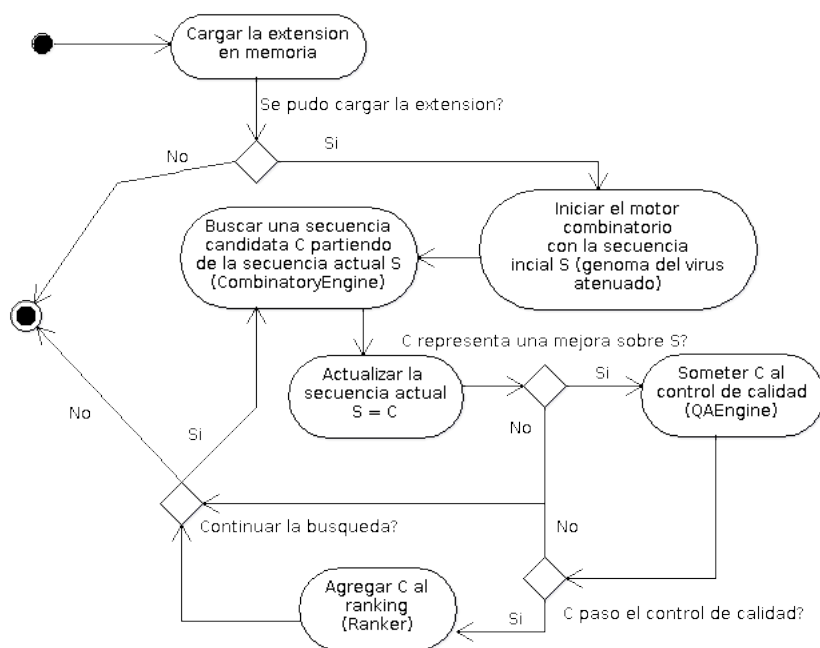 Cargar la extension
en memoria
Se pudo cargar la extension?
No
Si
Buscar una secuencia
candidata C partiendo
de la secuencia actual S
(CombinatoryEngine)
Iniciar el motor
combinatorio
con la secuencia
incial S (genoma del virus
atenuado)
C representa una mejora sobre S?
Actualizar la
secuencia actual
S = C
Si
Someter C al
control de calidad
(QAEngine)
No
No
Si
Continuar la busqueda?
No
Agregar C al
ranking
(Ranker)
Si
C paso el control de calidad?